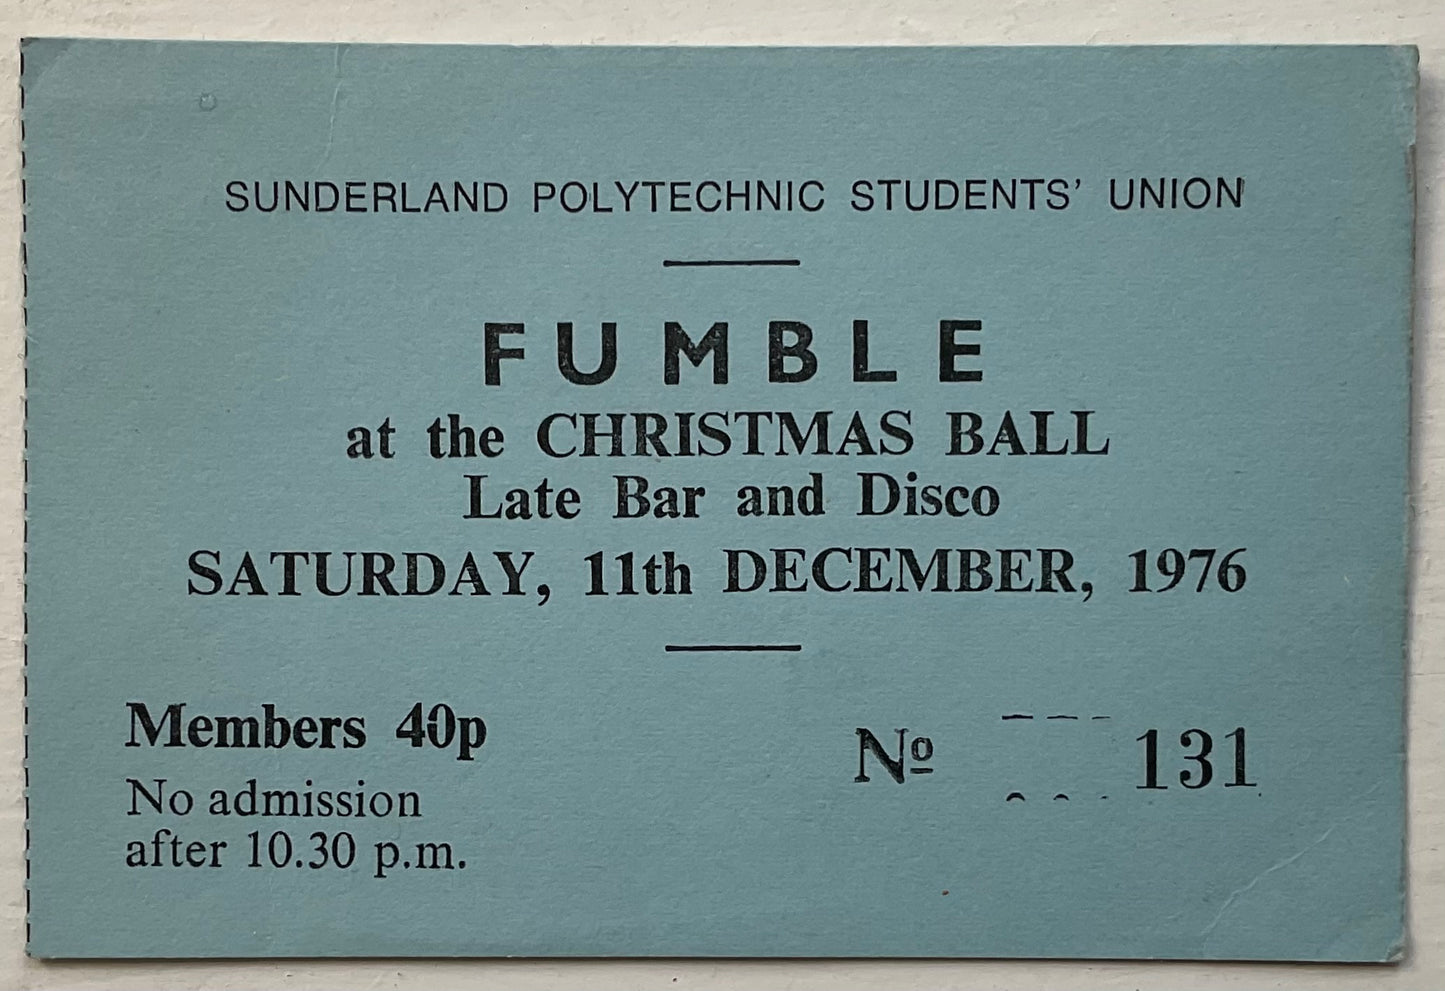 SUNDERLAND POLYTECHNIC STUDENTS' UNION
FUMBLE
at the CHRISTMAS BALL
Late Bar and Disco
SATURDAY, 11th DECEMBER, 1976
Members 40p
No admission
after 10.30 p.m.
Nº 131